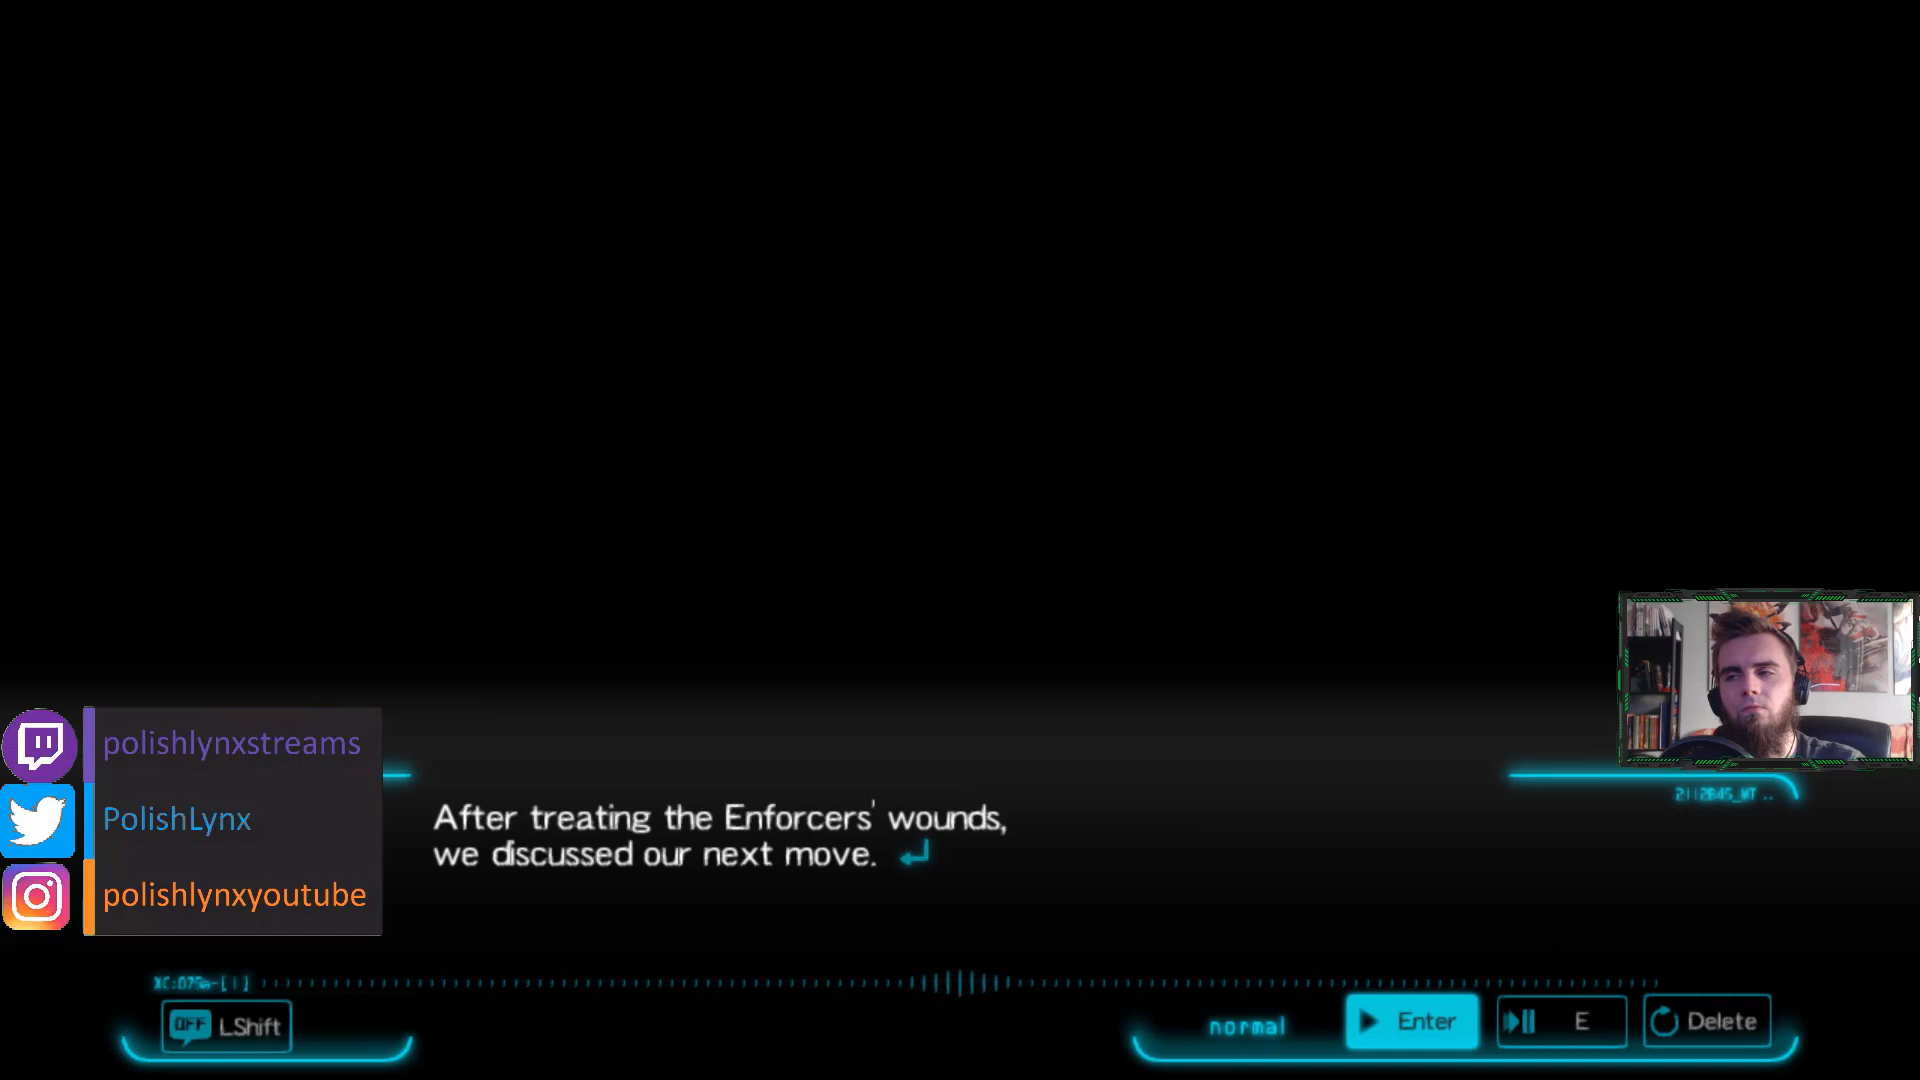 polishlynxstreams
PolishLynx
polishlynxyoutube
After treating the Enforcers' wounds,
we discussed our next move.
OFF LShift
normal
Enter
E
Delete